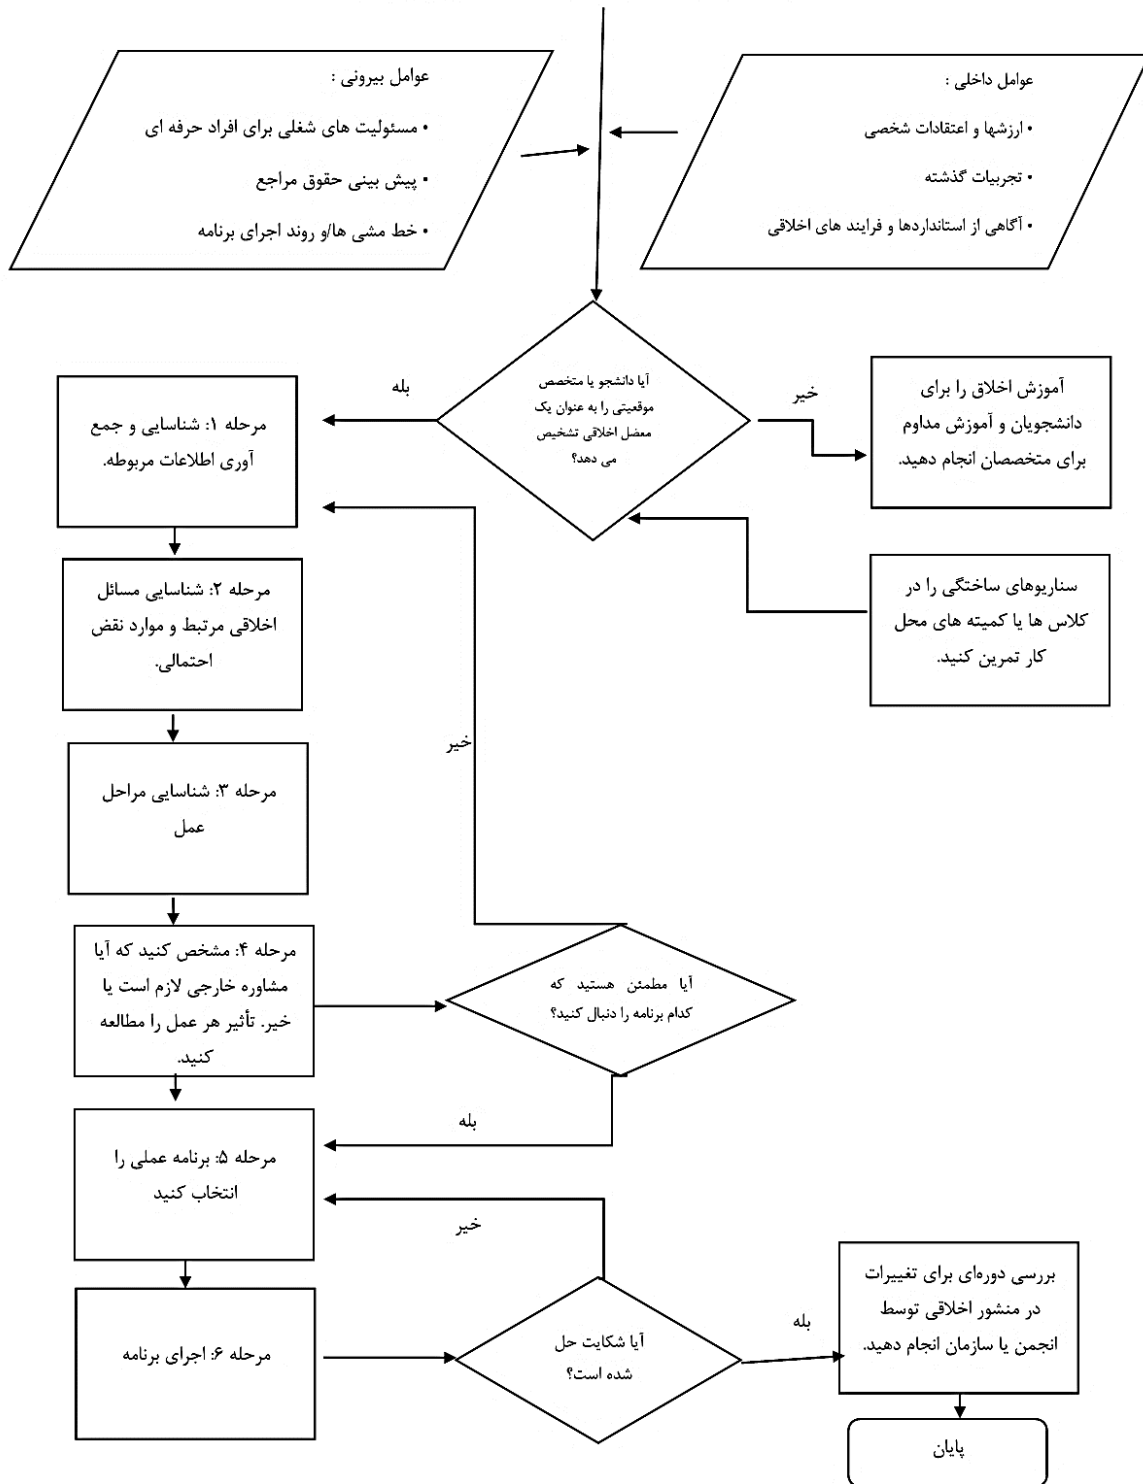 عوامل بیرونی :
• مسئولیت های شغلی برای افراد حرفه ای
• پیش بینی حقوق مراجع
• خط مشی ها/و روند اجرای برنامه
عوامل داخلی :
• ارزشها و اعتقادات شخصی
• تجربیات گذشته
• آگاهی از استانداردها و فرایند های اخلاقی
آیا دانشجو یا متخصص
موقعیتی را به عنوان یک
معضل اخلاقی تشخیص
می دهد؟
خیر
آموزش اخلاق را برای
دانشجویان و آموزش مداوم
برای متخصصان انجام دهید.
سناریوهای ساختگی را در
کلاس ها یا کمیته های محل
کار تمرین کنید.
بله
مرحله ۱: شناسایی و جمع
آوری اطلاعات مربوطه.
مرحله ۲: شناسایی مسائل
اخلاقی مرتبط و موارد نقض
احتمالی.
مرحله ۳: شناسایی مراحل
عمل
مرحله ۴: مشخص کنید که آیا
مشاوره خارجی لازم است یا
خیر. تأثیر هر عمل را مطالعه
کنید.
آیا مطمئن هستید که
کدام برنامه را دنبال کنید؟
خیر
بله
مرحله ۵: برنامه عملی را
انتخاب کنید
مرحله ۶: اجرای برنامه
آیا شکایت حل
شده است؟
خیر
بله
بررسی دوره‌ای برای تغییرات
در منشور اخلاقی توسط
انجمن یا سازمان انجام دهید.
پایان